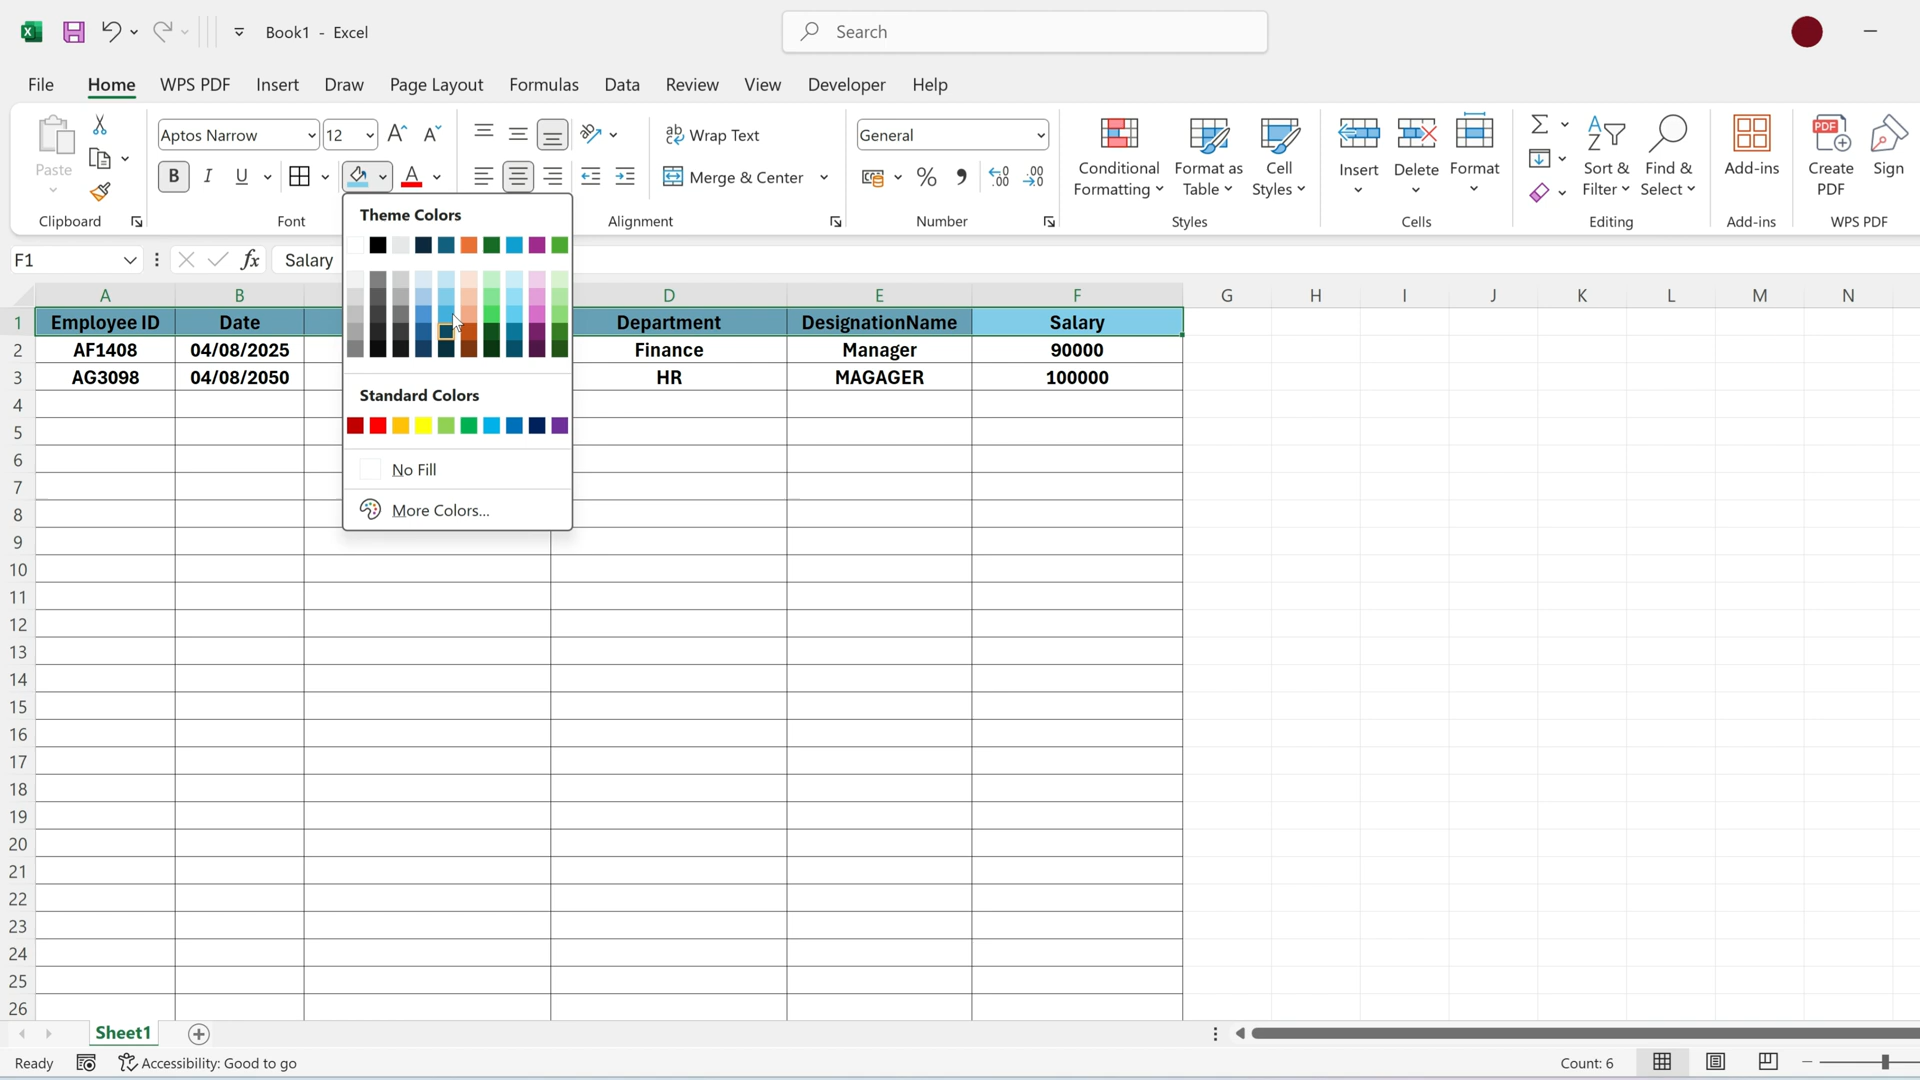 Book1 - Excel
Search
File Home WPS PDF Insert Draw Page Layout Formulas Data Review View Developer Help
Paste
Clipboard
Aptos Narrow 12
B I U
Font
Wrap Text
Merge & Center
Alignment
General
% 
Number
Conditional Formatting
Format as Table
Cell Styles
Styles
Insert Delete Format
Cells
Sort & Filter
Find & Select
Editing
Add-ins
Add-ins
Create PDF
Sign
WPS PDF
F1 fx Salary
Theme Colors
Standard Colors
No Fill
More Colors...
A B D E F G H I J K L M N
1 Employee ID Date Department DesignationName Salary
2 AF1408 04/08/2025 Finance Manager 90000
3 AG3098 04/08/2050 HR MAGAGER 100000
4
5
6
7
8
9
10
11
12
13
14
15
16
17
18
19
20
21
22
23
24
25
26
Sheet1
Ready Accessibility: Good to go Count: 6